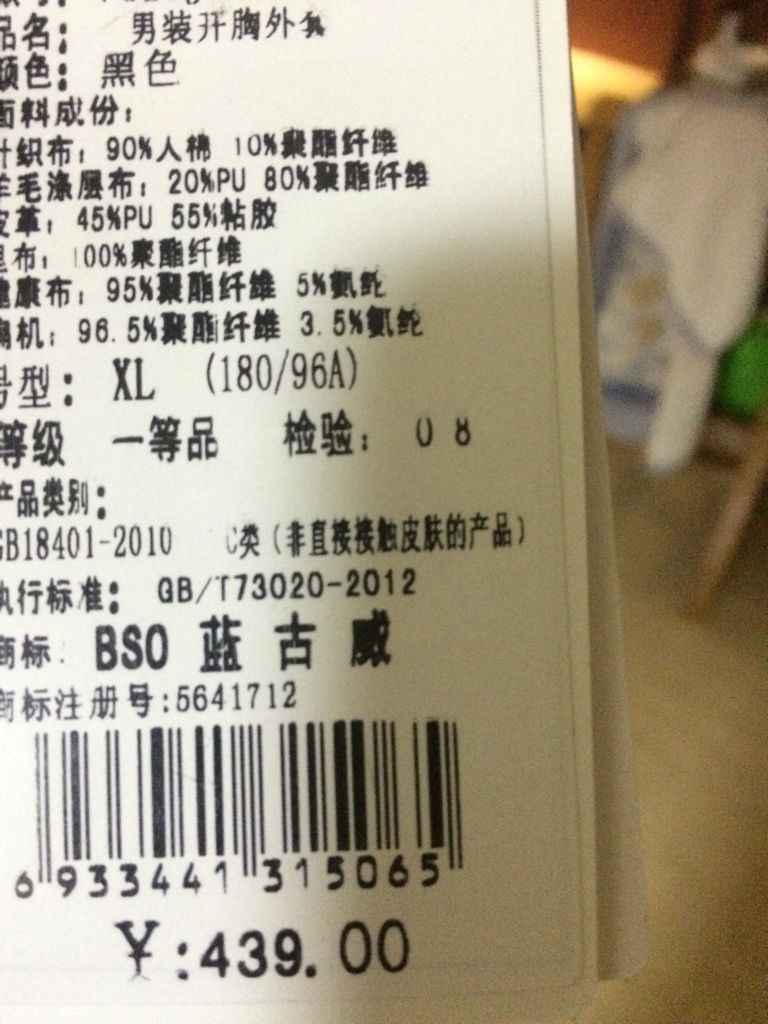 品名： 男装开胸外套
颜色： 黑色
面料成份：
针织布：90%人棉 10%聚酯纤维
羊毛涤层布：20%PU 80%聚酯纤维
皮革：45%PU 55%粘胶
里布：100%聚酯纤维
健康布：95%聚酯纤维 5%氨纶
扁机：96.5%聚酯纤维 3.5%氨纶
号型： XL (180/96A)
等级 一等品 检验： 08
产品类别：
GB18401-2010 C类（非直接接触皮肤的产品）
执行标准： GB/T73020-2012
商标： BSO 蓝古威
商标注册号:5641712
6 933441 315065
￥:439.00